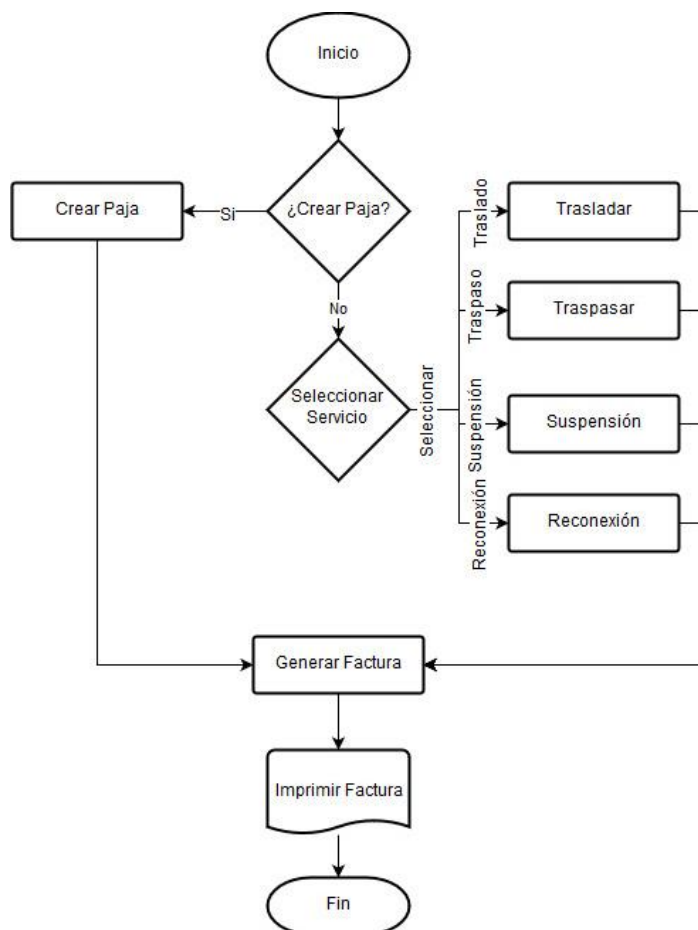 Inicio
¿Crear Paja?
Si
Crear Paja
No
Seleccionar
Servicio
Seleccionar
Traslado
Trasladar
Traspaso
Traspasar
Suspensión
Suspensión
Reconexión
Reconexión
Generar Factura
Imprimir Factura
Fin